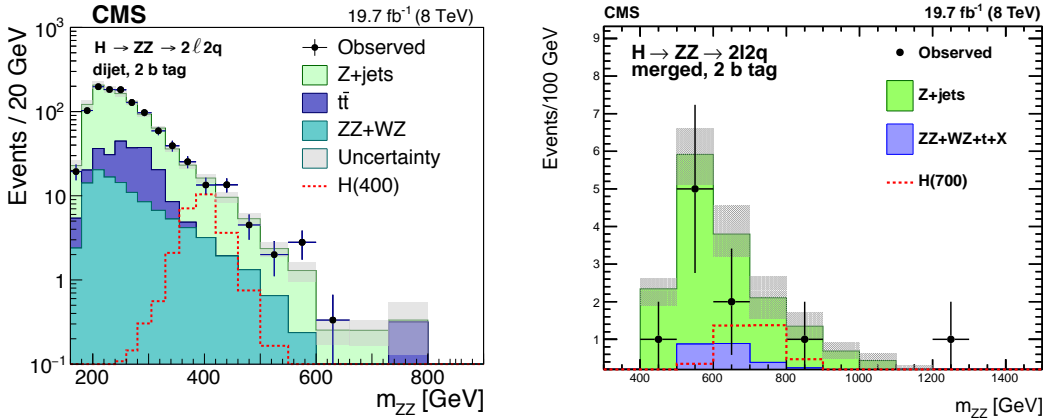 CMS 19.7 fb⁻¹ (8 TeV)
H → ZZ → 2ℓ2q
dijet, 2 b tag
Observed
Z+jets
tt̄
ZZ+WZ
Uncertainty
H(400)
Events / 20 GeV
10³
10²
10
1
10⁻¹
200 400 600 800
m_ZZ [GeV]
CMS 19.7 fb⁻¹ (8 TeV)
H → ZZ → 2l2q
merged, 2 b tag
Observed
Z+jets
ZZ+WZ+t+X
H(700)
Events/100 GeV
9
8
7
6
5
4
3
2
1
400 600 800 1000 1200 1400
m_ZZ [GeV]